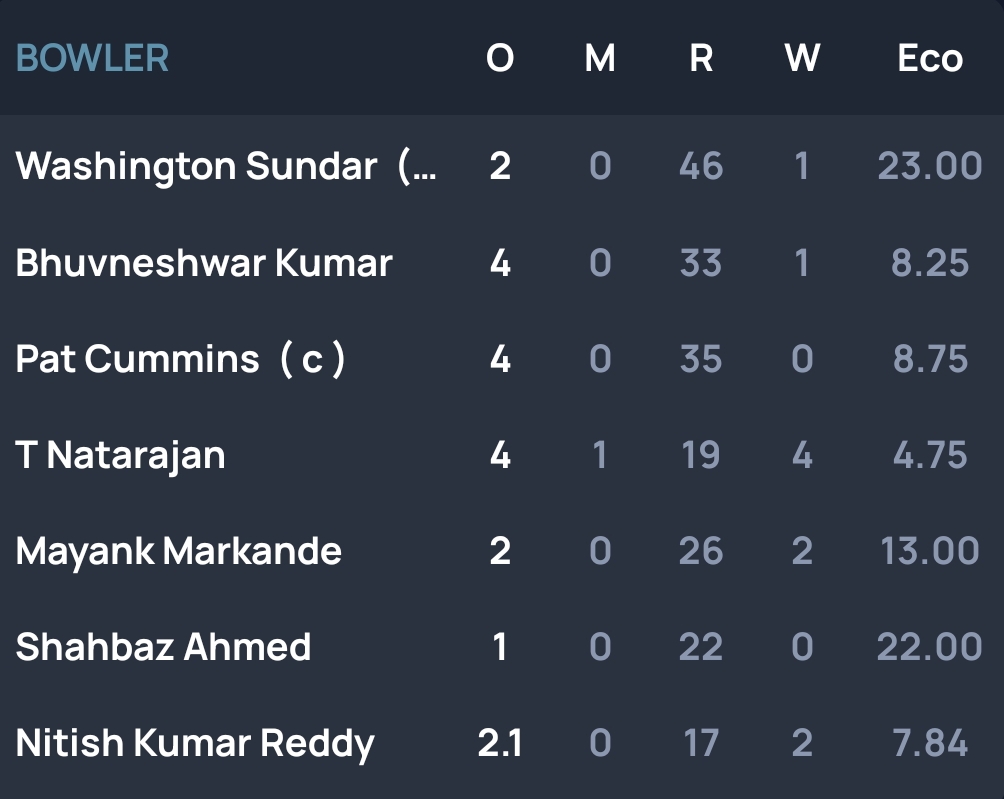 BOWLER O M R W Eco
Washington Sundar (... 2 0 46 1 23.00
Bhuvneshwar Kumar 4 0 33 1 8.25
Pat Cummins ( c ) 4 0 35 0 8.75
T Natarajan 4 1 19 4 4.75
Mayank Markande 2 0 26 2 13.00
Shahbaz Ahmed 1 0 22 0 22.00
Nitish Kumar Reddy 2.1 0 17 2 7.84